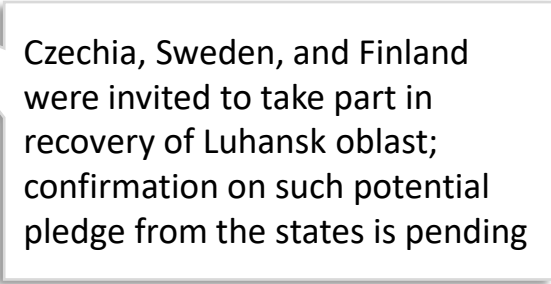 Czechia, Sweden, and Finland
were invited to take part in
recovery of Luhansk oblast;
confirmation on such potential
pledge from the states is pending